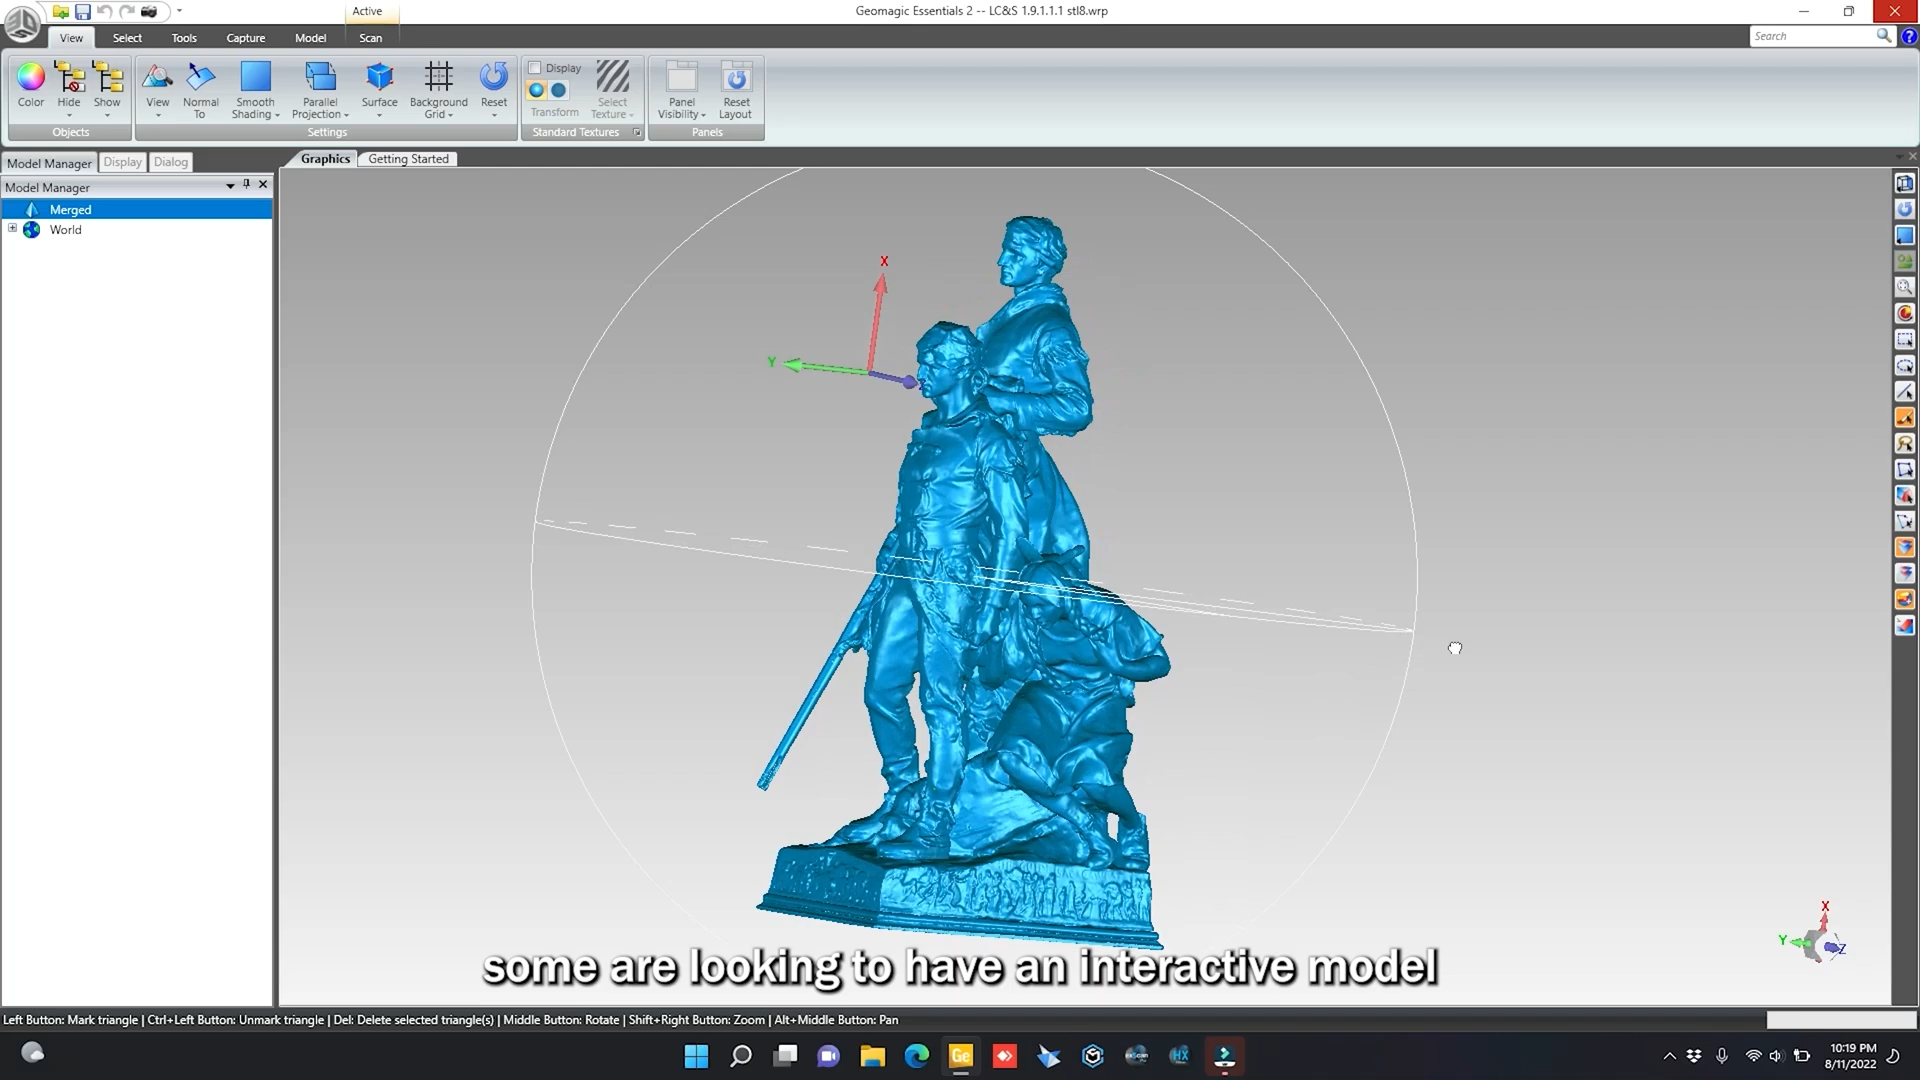 Active
Geomagic Essentials 2 -- LC&S 1.9.1.1.1 stl8.wrp
View Select Tools Capture Model Scan
Search
Color Hide Show
Objects
View Normal To Smooth Shading Parallel Projection Surface Background Grid Reset
Settings
Display
Transform Select Texture
Standard Textures
Panel Visibility Reset Layout
Panels
Model Manager Display Dialog
Graphics Getting Started
Model Manager
Merged
World
X
Y
X
Y
Z
some are looking to have an interactive model
Left Button: Mark triangle | Ctrl+Left Button: Unmark triangle | Del: Delete selected triangle(s) | Middle Button: Rotate | Shift+Right Button: Zoom | Alt+Middle Button: Pan
Ge
HX
10:19 PM
8/11/2022